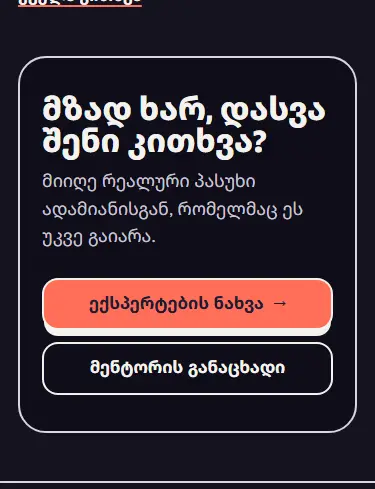 მზად ხარ, დასვა
შენი კითხვა?
მიიღე რეალური პასუხი
ადამიანისგან, რომელმაც ეს
უკვე გაიარა.
ექსპერტების ნახვა →
მენტორის განაცხადი